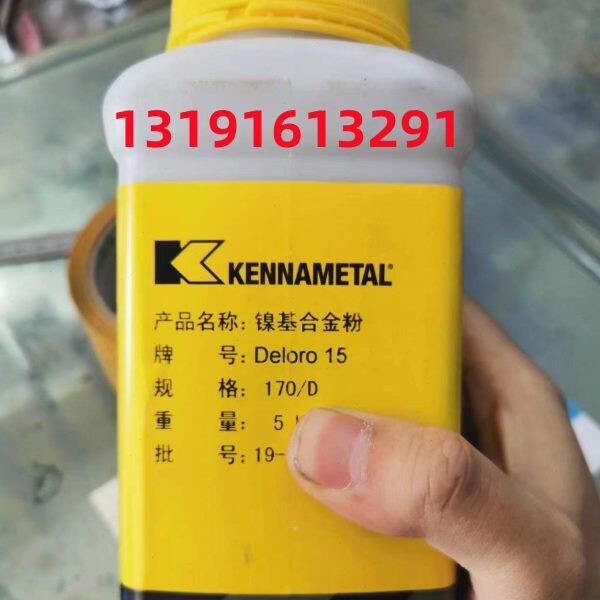 13191613291
KENNAMETAL®
产品名称: 镍基合金粉
牌 号: Deloro 15
规 格: 170/D
重 量: 5
批 号: 19-